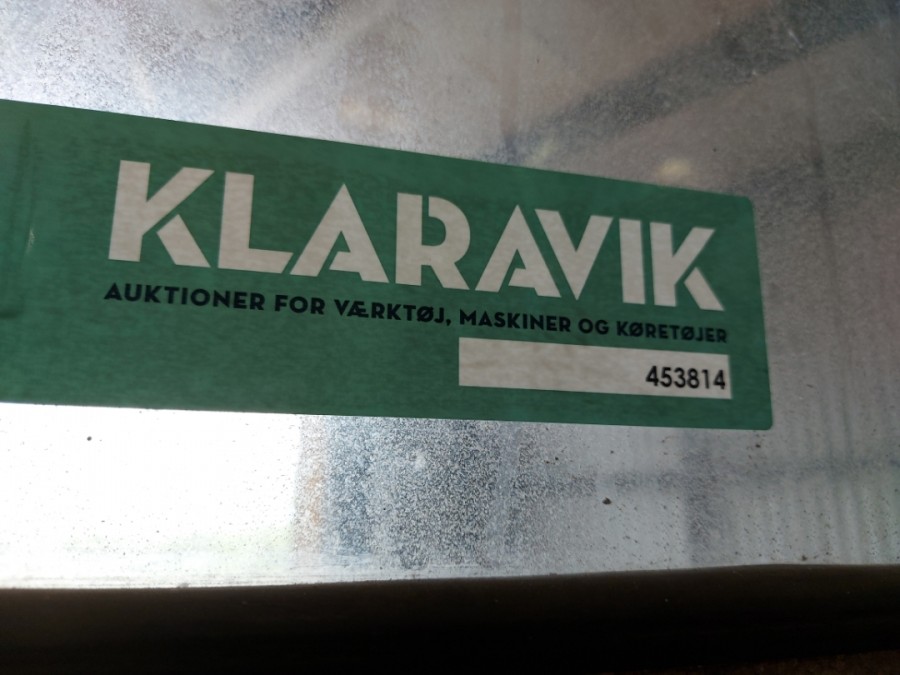 KLARAVIK
AUKTIONER FOR VÆRKTØJ, MASKINER OG KØRETØJER
453814